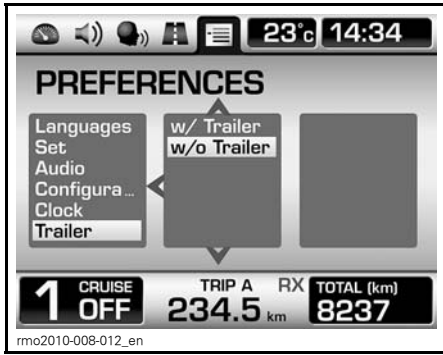 23°c 14:34
PREFERENCES
Languages
Set
Audio
Configura...
Clock
Trailer
w/ Trailer
w/o Trailer
1 CRUISE OFF
TRIP A
234.5 km
RX
TOTAL (km)
8237
rmo2010-008-012_en